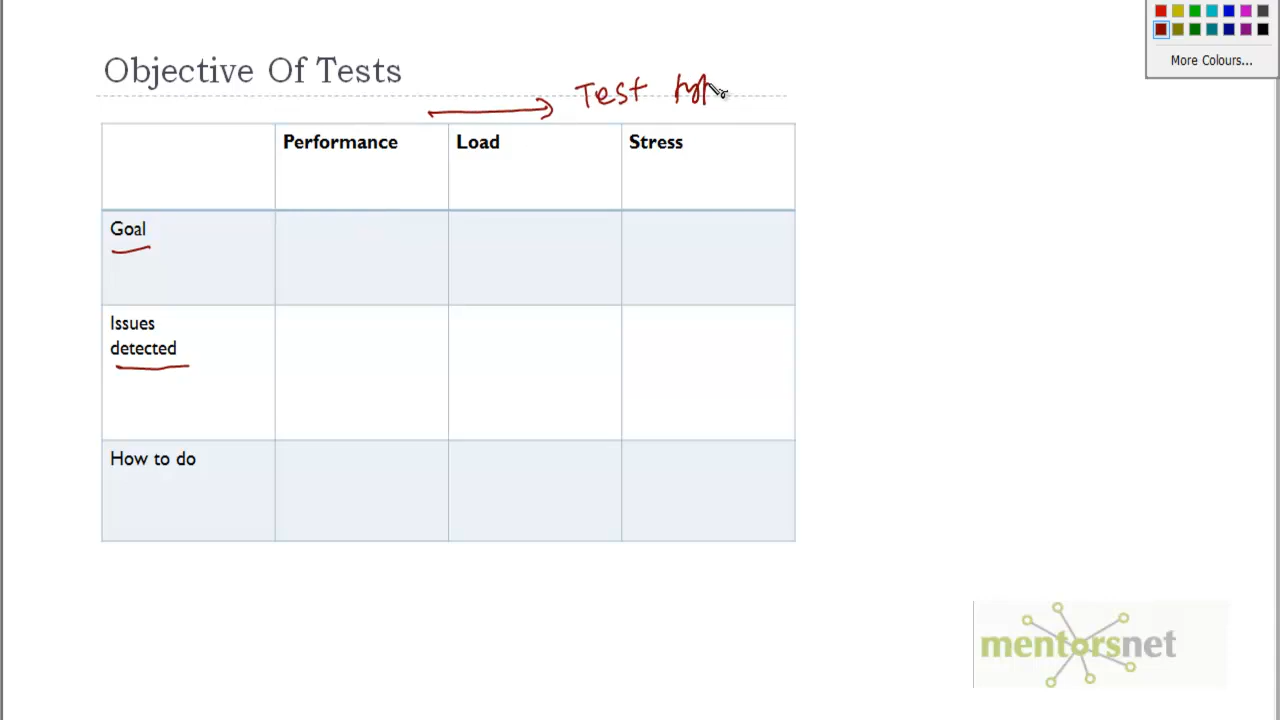 More Colours...
Objective Of Tests
Test
Performance Load Stress
Goal
Issues
detected
How to do
mentorsnet